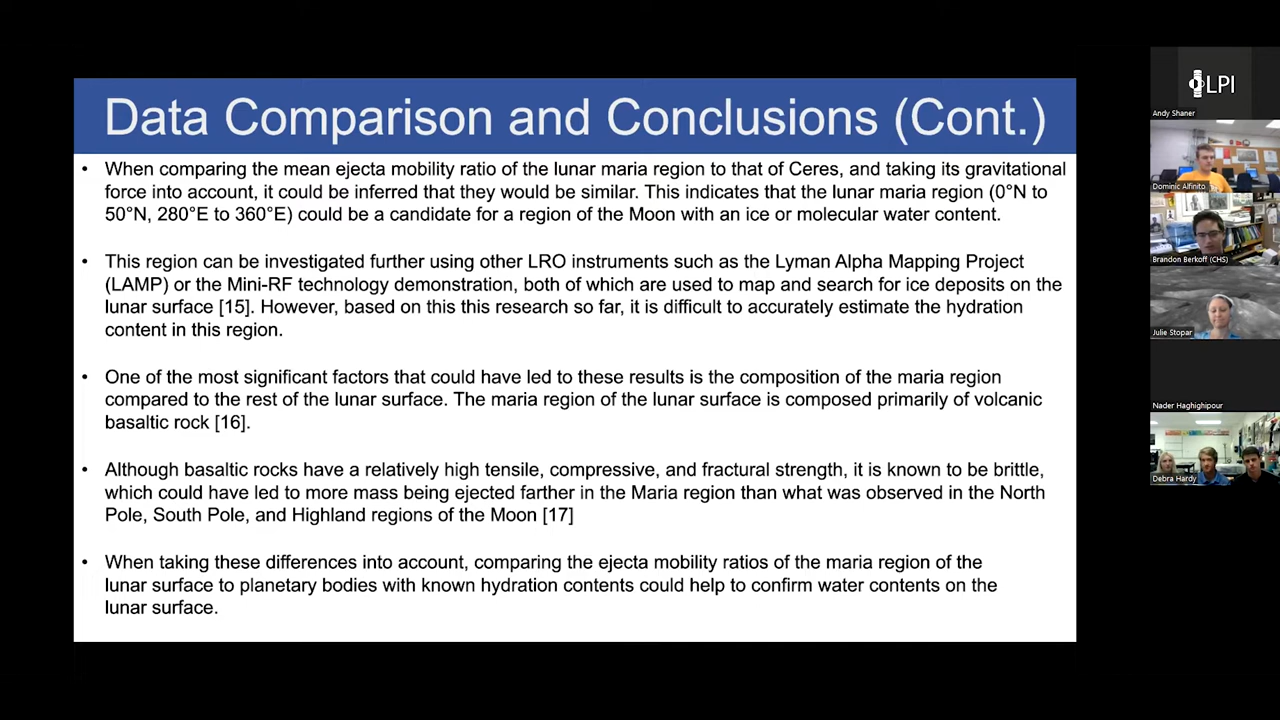 Data Comparison and Conclusions (Cont.)
• When comparing the mean ejecta mobility ratio of the lunar maria region to that of Ceres, and taking its gravitational
force into account, it could be inferred that they would be similar. This indicates that the lunar maria region (0°N to
50°N, 280°E to 360°E) could be a candidate for a region of the Moon with an ice or molecular water content.
• This region can be investigated further using other LRO instruments such as the Lyman Alpha Mapping Project
(LAMP) or the Mini-RF technology demonstration, both of which are used to map and search for ice deposits on the
lunar surface [15]. However, based on this this research so far, it is difficult to accurately estimate the hydration
content in this region.
• One of the most significant factors that could have led to these results is the composition of the maria region
compared to the rest of the lunar surface. The maria region of the lunar surface is composed primarily of volcanic
basaltic rock [16].
• Although basaltic rocks have a relatively high tensile, compressive, and fractural strength, it is known to be brittle,
which could have led to more mass being ejected farther in the Maria region than what was observed in the North
Pole, South Pole, and Highland regions of the Moon [17]
• When taking these differences into account, comparing the ejecta mobility ratios of the maria region of the
lunar surface to planetary bodies with known hydration contents could help to confirm water contents on the
lunar surface.
LPI
Andy Shaner
Dominic Alfinito
Brandon Berkoff (CHS)
Julie Stopar
Nader Haghighipour
Debra Hardy